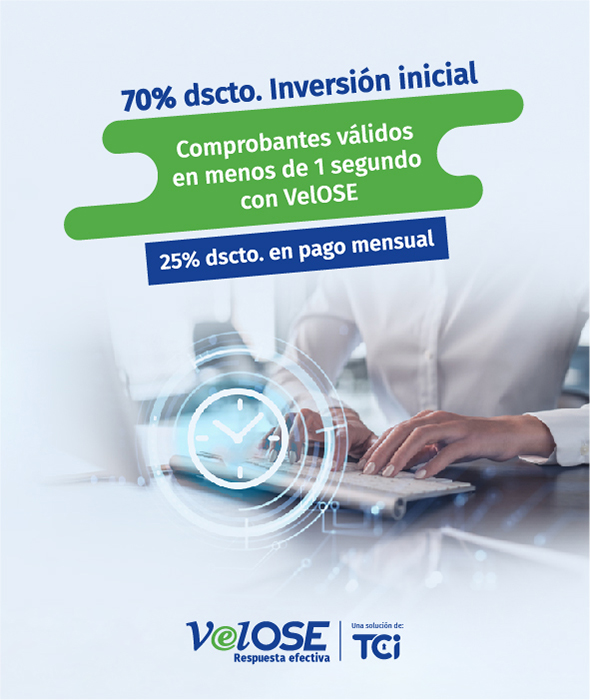 70% dscto. Inversión inicial
Comprobantes válidos
en menos de 1 segundo
con VelOSE
25% dscto. en pago mensual
VelOSE
Respuesta efectiva
Una solución de:
TCi